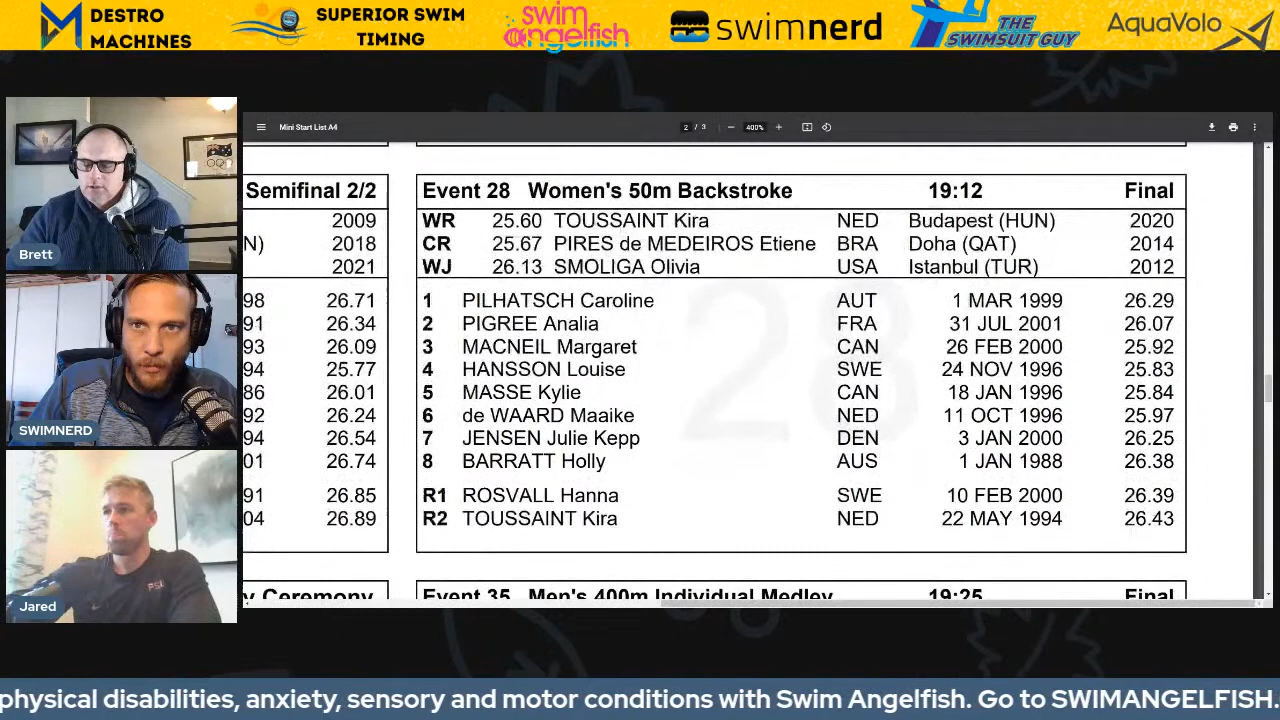 DESTRO
MACHINES
SUPERIOR SWIM
TIMING
swim
angelfish
swimnerd
THE
SWIMSUIT GUY
AquaVolo
Brett
SWIMNERD
Jared
FSU
Mini Start List A4
2 / 3
400%
Semifinal 2/2
2009
N) 2018
2021
98 26.71
91 26.34
93 26.09
94 25.77
86 26.01
92 26.24
94 26.54
01 26.74
91 26.85
04 26.89
y Ceremony
Event 28 Women's 50m Backstroke 19:12 Final
WR 25.60 TOUSSAINT Kira NED Budapest (HUN) 2020
CR 25.67 PIRES de MEDEIROS Etiene BRA Doha (QAT) 2014
WJ 26.13 SMOLIGA Olivia USA Istanbul (TUR) 2012
1 PILHATSCH Caroline AUT 1 MAR 1999 26.29
2 PIGREE Analia FRA 31 JUL 2001 26.07
3 MACNEIL Margaret CAN 26 FEB 2000 25.92
4 HANSSON Louise SWE 24 NOV 1996 25.83
5 MASSE Kylie CAN 18 JAN 1996 25.84
6 de WAARD Maaike NED 11 OCT 1996 25.97
7 JENSEN Julie Kepp DEN 3 JAN 2000 26.25
8 BARRATT Holly AUS 1 JAN 1988 26.38
R1 ROSVALL Hanna SWE 10 FEB 2000 26.39
R2 TOUSSAINT Kira NED 22 MAY 1994 26.43
28
Event 35 Men's 400m Individual Medley 19:25 Final
physical disabilities, anxiety, sensory and motor conditions with Swim Angelfish. Go to SWIMANGELFISH.